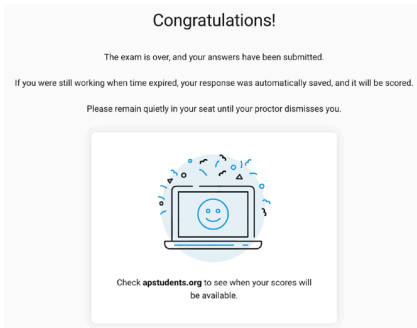 Congratulations!
The exam is over, and your answers have been submitted.
If you were still working when time expired, your response was automatically saved, and it will be scored.
Please remain quietly in your seat until your proctor dismisses you.
Check apstudents.org to see when your scores will
be available.